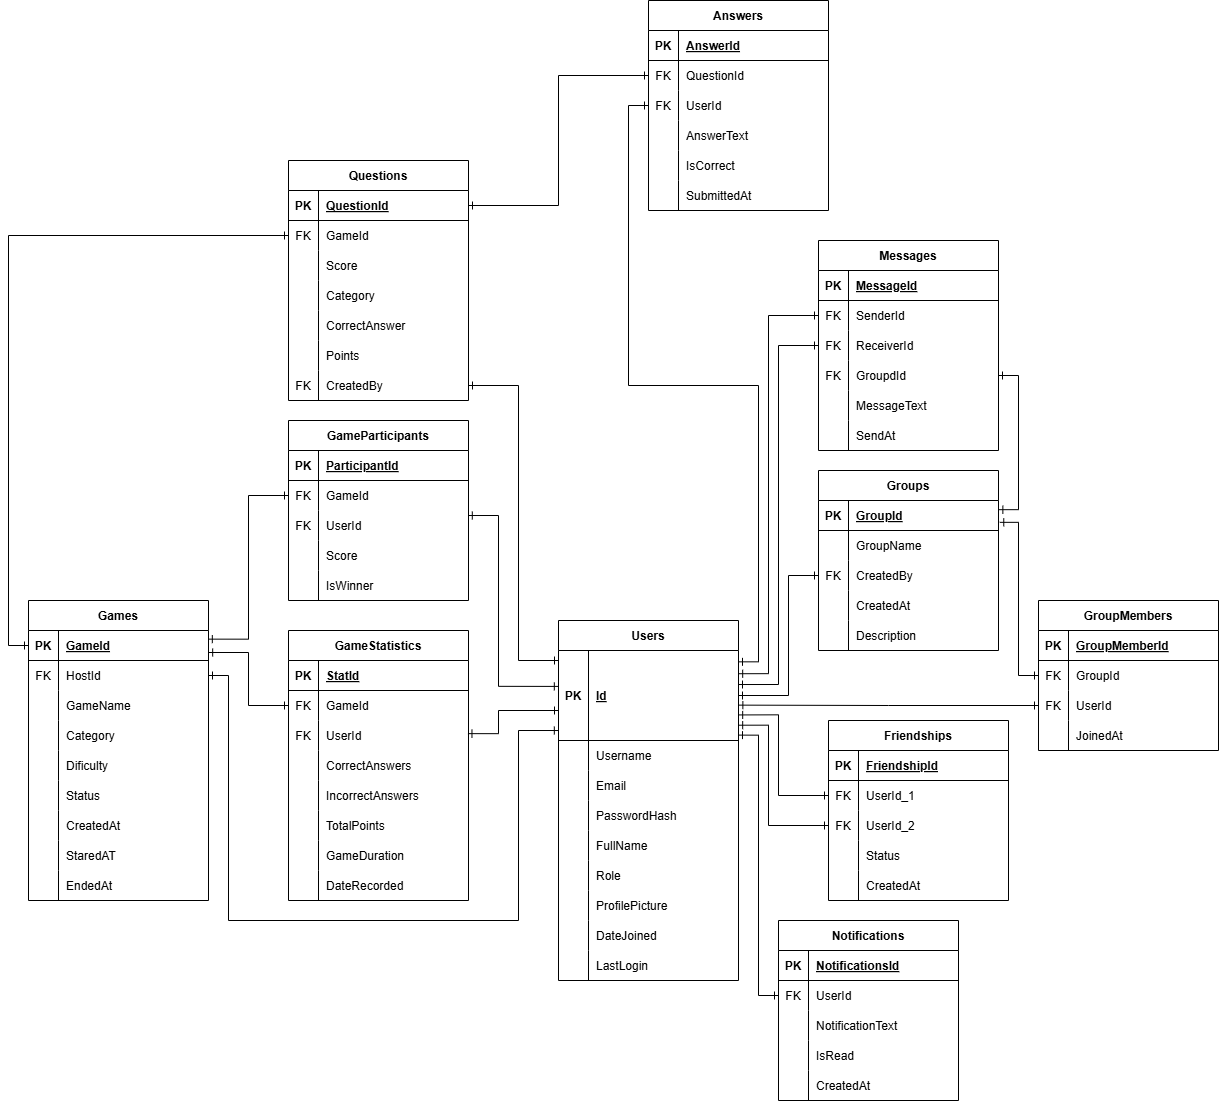 Answers
PK AnswerId
FK QuestionId
FK UserId
AnswerText
IsCorrect
SubmittedAt
Questions
PK QuestionId
FK GameId
Score
Category
CorrectAnswer
Points
FK CreatedBy
Messages
PK MessageId
FK SenderId
FK ReceiverId
FK GroupdId
MessageText
SendAt
GameParticipants
PK ParticipantId
FK GameId
FK UserId
Score
IsWinner
Groups
PK GroupId
GroupName
FK CreatedBy
CreatedAt
Description
Games
PK GameId
FK HostId
GameName
Category
Dificulty
Status
CreatedAt
StaredAT
EndedAt
GameStatistics
PK StatId
FK GameId
FK UserId
CorrectAnswers
IncorrectAnswers
TotalPoints
GameDuration
DateRecorded
Users
PK Id
Username
Email
PasswordHash
FullName
Role
ProfilePicture
DateJoined
LastLogin
GroupMembers
PK GroupMemberId
FK GroupId
FK UserId
JoinedAt
Friendships
PK FriendshipId
FK UserId_1
FK UserId_2
Status
CreatedAt
Notifications
PK NotificationsId
FK UserId
NotificationText
IsRead
CreatedAt